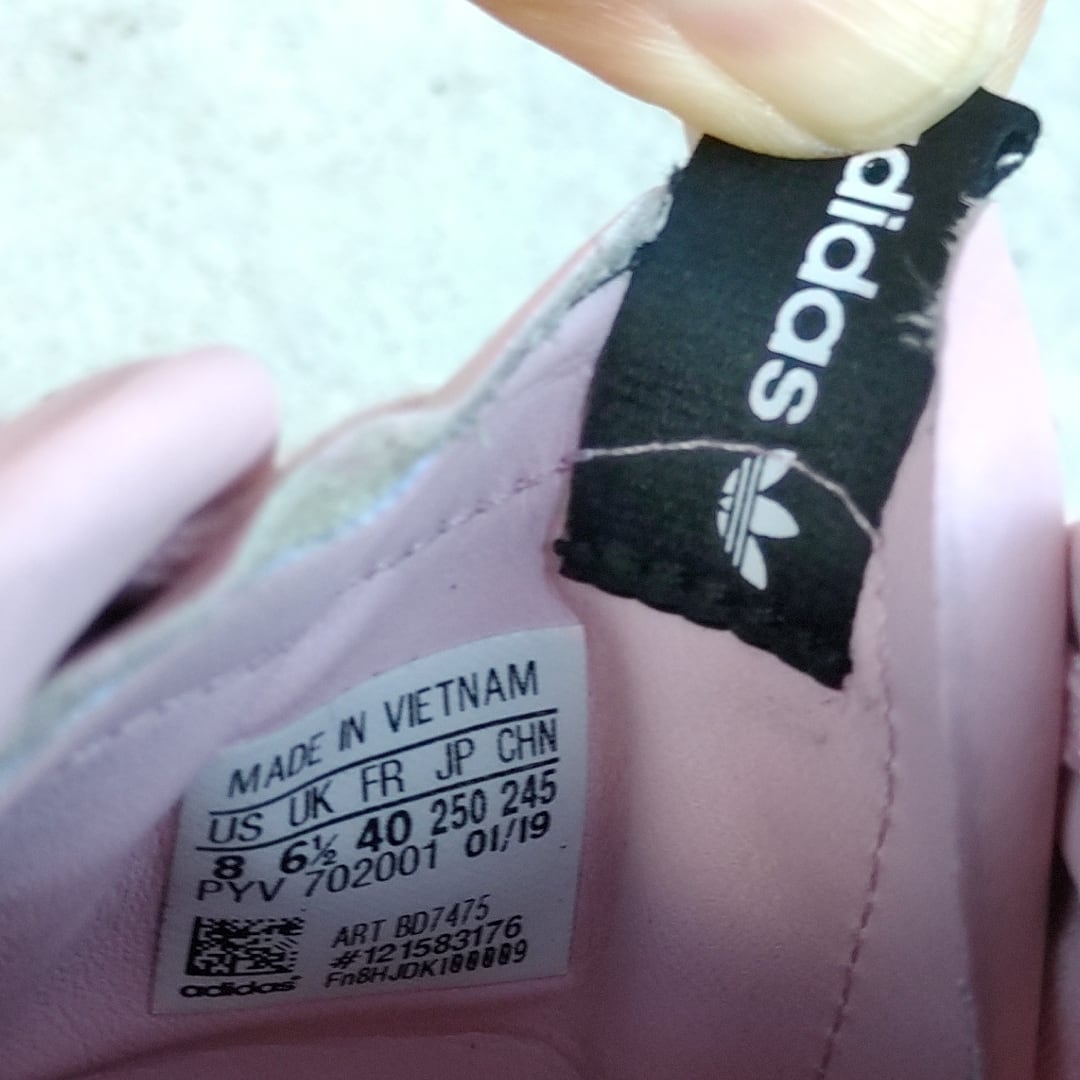 adidas
MADE IN VIETNAM
US UK FR JP CHN
8 6½ 40 250 245
PYV 702001 01/19
ART BD7475
#121583176
Fn8HJDKI00009
adidas